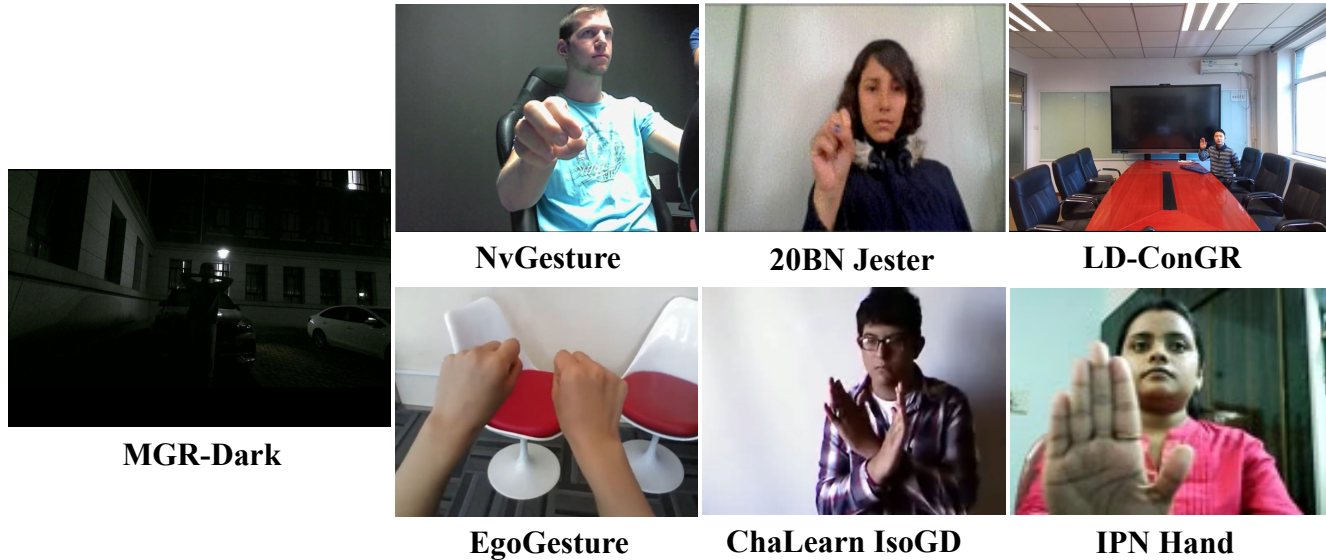 NvGesture
20BN Jester
LD-ConGR
MGR-Dark
EgoGesture
ChaLearn IsoGD
IPN Hand